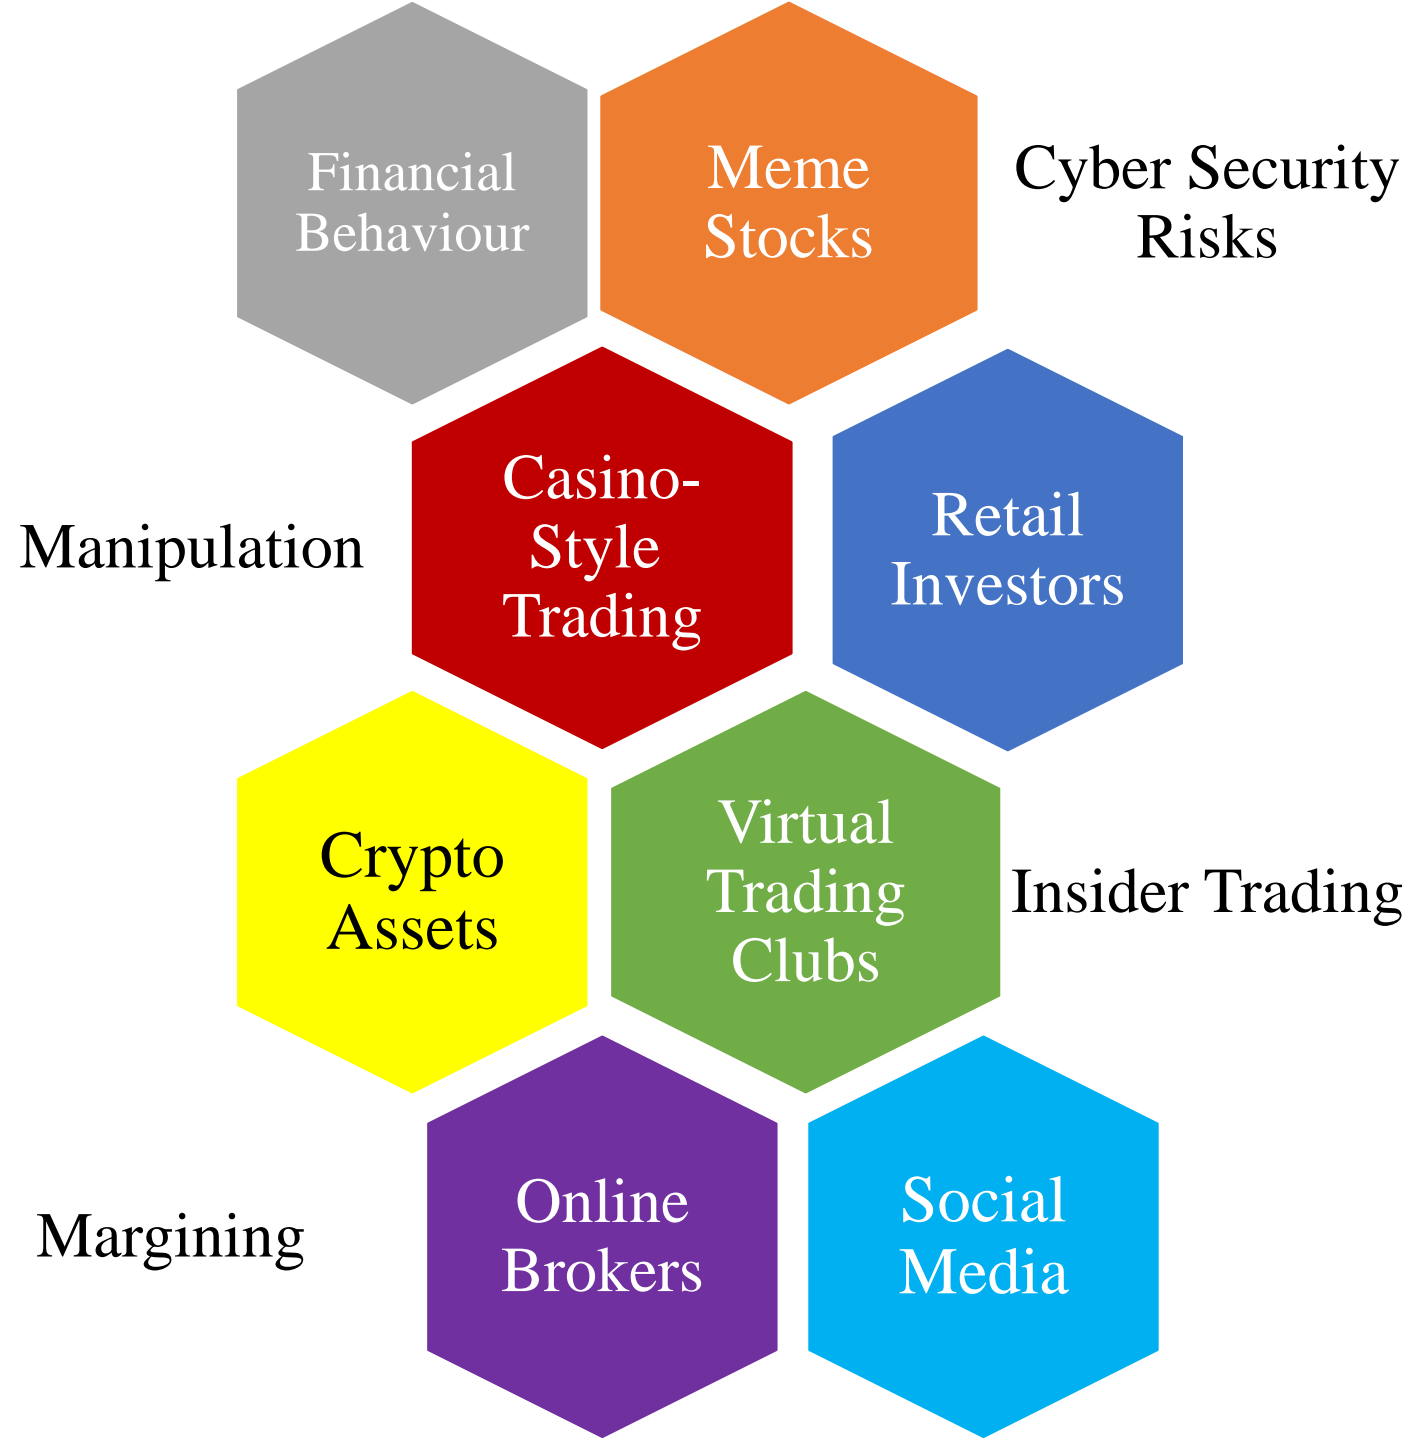 Financial
Behaviour
Meme
Stocks
Cyber Security
Risks
Manipulation
Casino-
Style
Trading
Retail
Investors
Crypto
Assets
Virtual
Trading
Clubs
Insider Trading
Margining
Online
Brokers
Social
Media